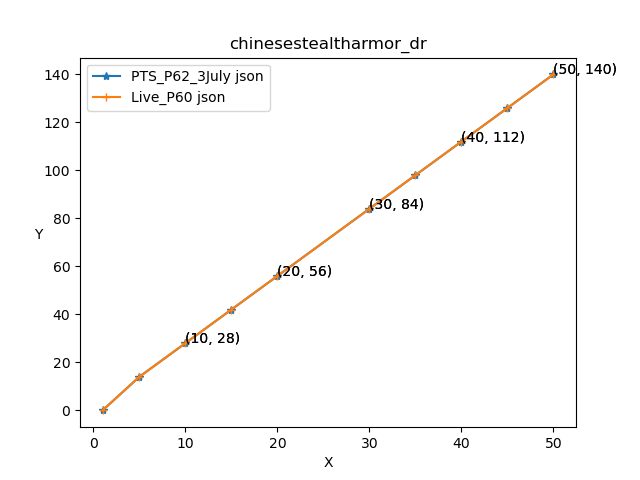 chinesestealtharmor_dr
PTS_P62_3July json
Live_P60 json
140
120
100
80
60
40
20
0
Y
(50, 140)
(40, 112)
(30, 84)
(20, 56)
(10, 28)
0 10 20 30 40 50
X